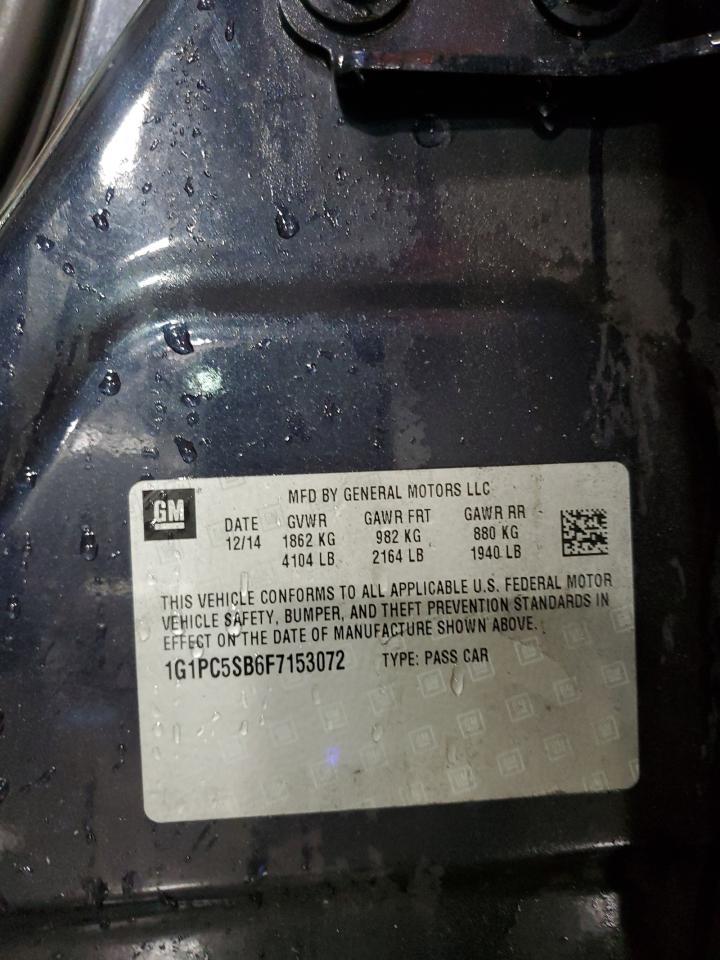 GM
MFD BY GENERAL MOTORS LLC
DATE GVWR GAWR FRT GAWR RR
12/14 1862 KG 982 KG 880 KG
4104 LB 2164 LB 1940 LB
THIS VEHICLE CONFORMS TO ALL APPLICABLE U.S. FEDERAL MOTOR
VEHICLE SAFETY, BUMPER, AND THEFT PREVENTION STANDARDS IN
EFFECT ON THE DATE OF MANUFACTURE SHOWN ABOVE.
1G1PC5SB6F7153072 TYPE: PASS CAR